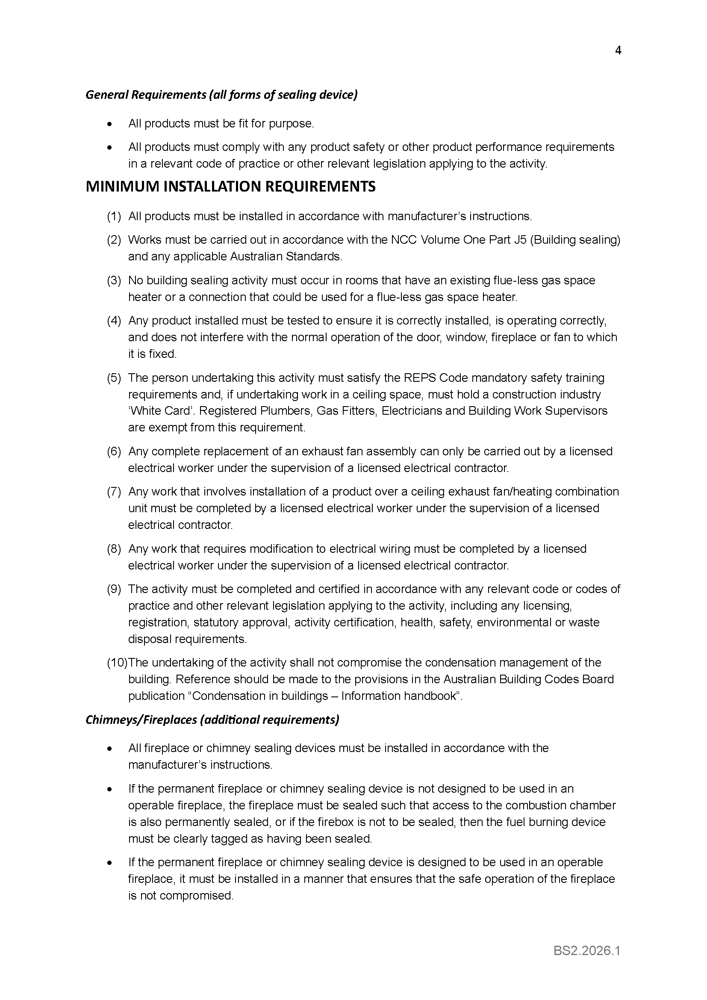 4
General Requirements (all forms of sealing device)
• All products must be fit for purpose.
• All products must comply with any product safety or other product performance requirements
in a relevant code of practice or other relevant legislation applying to the activity.
MINIMUM INSTALLATION REQUIREMENTS
(1) All products must be installed in accordance with manufacturer’s instructions.
(2) Works must be carried out in accordance with the NCC Volume One Part J5 (Building sealing)
and any applicable Australian Standards.
(3) No building sealing activity must occur in rooms that have an existing flue-less gas space
heater or a connection that could be used for a flue-less gas space heater.
(4) Any product installed must be tested to ensure it is correctly installed, is operating correctly,
and does not interfere with the normal operation of the door, window, fireplace or fan to which
it is fixed.
(5) The person undertaking this activity must satisfy the REPS Code mandatory safety training
requirements and, if undertaking work in a ceiling space, must hold a construction industry
‘White Card’. Registered Plumbers, Gas Fitters, Electricians and Building Work Supervisors
are exempt from this requirement.
(6) Any complete replacement of an exhaust fan assembly can only be carried out by a licensed
electrical worker under the supervision of a licensed electrical contractor.
(7) Any work that involves installation of a product over a ceiling exhaust fan/heating combination
unit must be completed by a licensed electrical worker under the supervision of a licensed
electrical contractor.
(8) Any work that requires modification to electrical wiring must be completed by a licensed
electrical worker under the supervision of a licensed electrical contractor.
(9) The activity must be completed and certified in accordance with any relevant code or codes of
practice and other relevant legislation applying to the activity, including any licensing,
registration, statutory approval, activity certification, health, safety, environmental or waste
disposal requirements.
(10)The undertaking of the activity shall not compromise the condensation management of the
building. Reference should be made to the provisions in the Australian Building Codes Board
publication “Condensation in buildings – Information handbook”.
Chimneys/Fireplaces (additional requirements)
• All fireplace or chimney sealing devices must be installed in accordance with the
manufacturer’s instructions.
• If the permanent fireplace or chimney sealing device is not designed to be used in an
operable fireplace, the fireplace must be sealed such that access to the combustion chamber
is also permanently sealed, or if the firebox is not to be sealed, then the fuel burning device
must be clearly tagged as having been sealed.
• If the permanent fireplace or chimney sealing device is designed to be used in an operable
fireplace, it must be installed in a manner that ensures that the safe operation of the fireplace
is not compromised.
BS2.2026.1